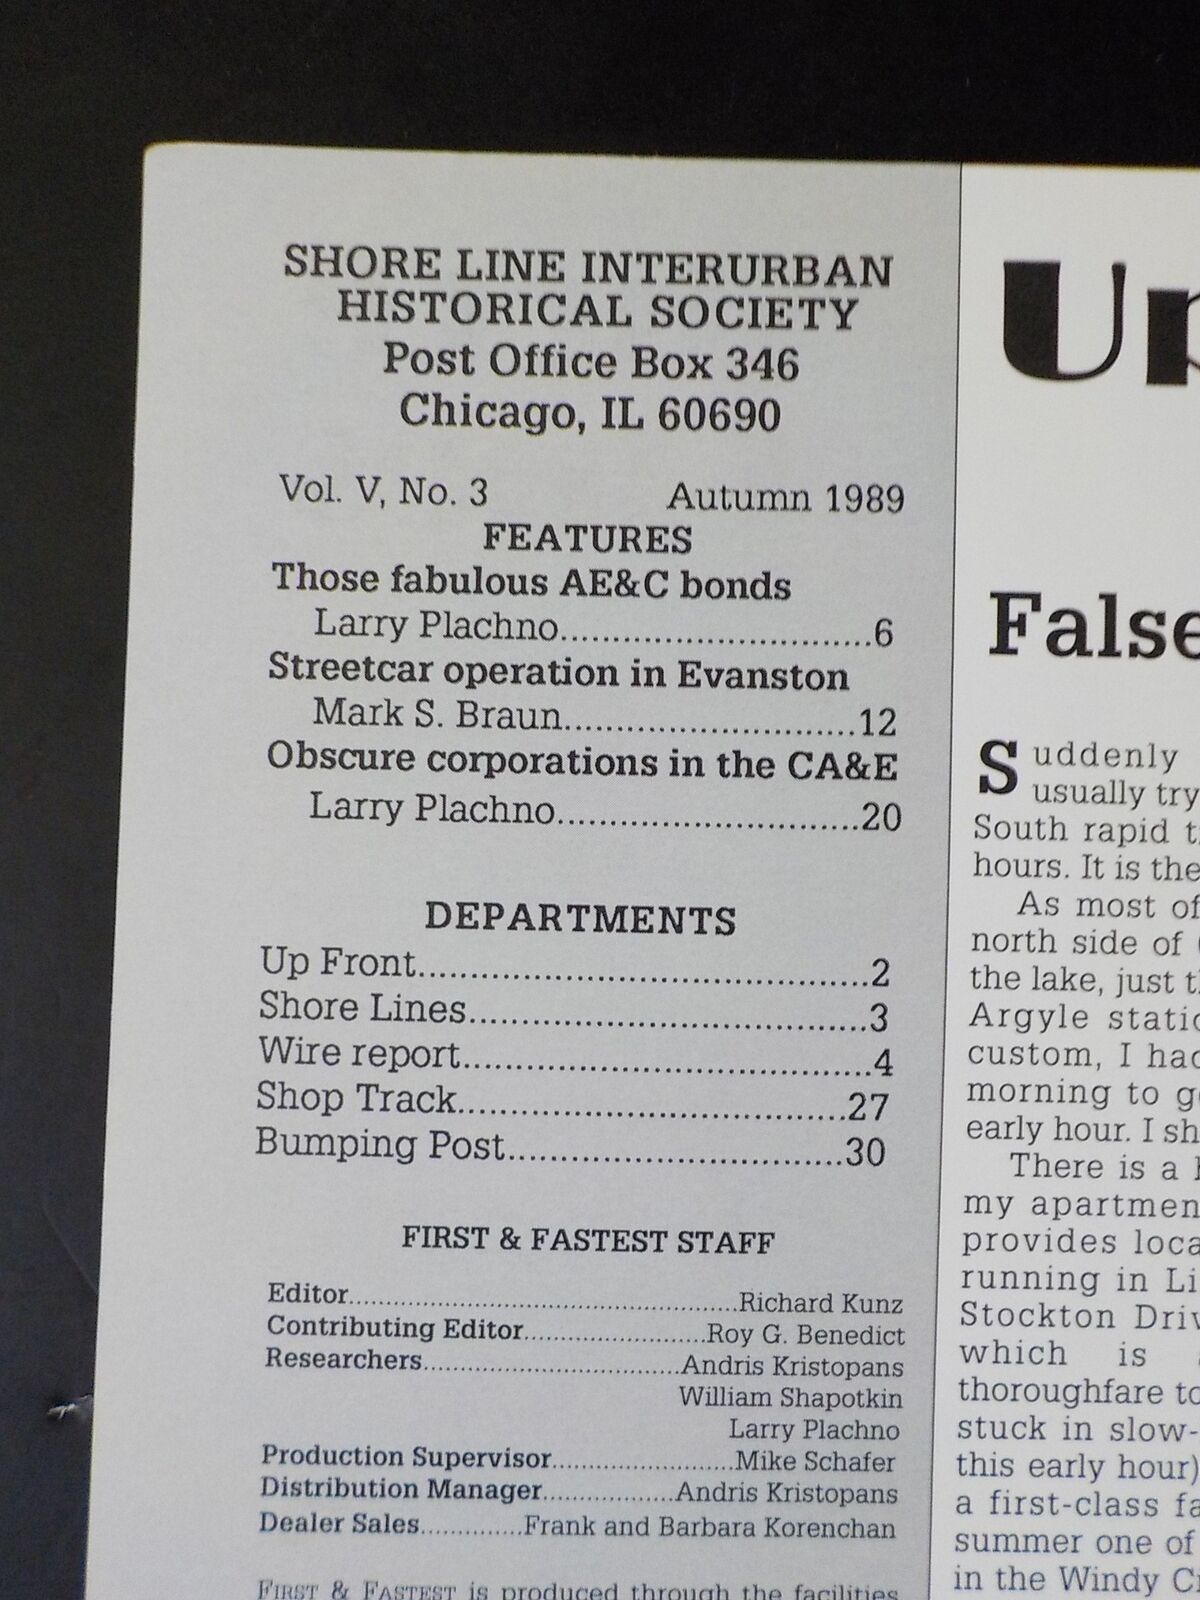 SHORE LINE INTERURBAN
HISTORICAL SOCIETY
Post Office Box 346
Chicago, IL 60690
Vol. V, No. 3 Autumn 1989
FEATURES
Those fabulous AE&C bonds
Larry Plachno..............................6
Streetcar operation in Evanston
Mark S. Braun............................12
Obscure corporations in the CA&E
Larry Plachno.............................20
DEPARTMENTS
Up Front............................................2
Shore Lines.......................................3
Wire report........................................4
Shop Track......................................27
Bumping Post................................30
FIRST & FASTEST STAFF
Editor....................................................Richard Kunz
Contributing Editor........................Roy G. Benedict
Researchers..................................Andris Kristopans
William Shapotkin
Larry Plachno
Production Supervisor........................Mike Schafer
Distribution Manager..................Andris Kristopans
Dealer Sales..............Frank and Barbara Korenchan
FIRST & FASTEST is produced through the facilities
Up
False
Suddenly
usually try
South rapid
hours. It is the
As most of
north side of
the lake, just
Argyle
custom, I had
morning to
early hour. I
There is a
my
provides
running in
Stockton
which is
thoroughfare
stuck in slow-
this early hour)
a first-class
summer one of
in the Windy